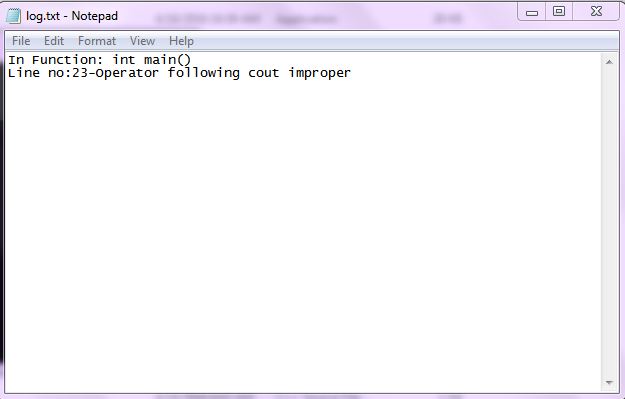 log.txt - Notepad
File Edit Format View Help
In Function: int main()
Line no:23-Operator following cout improper